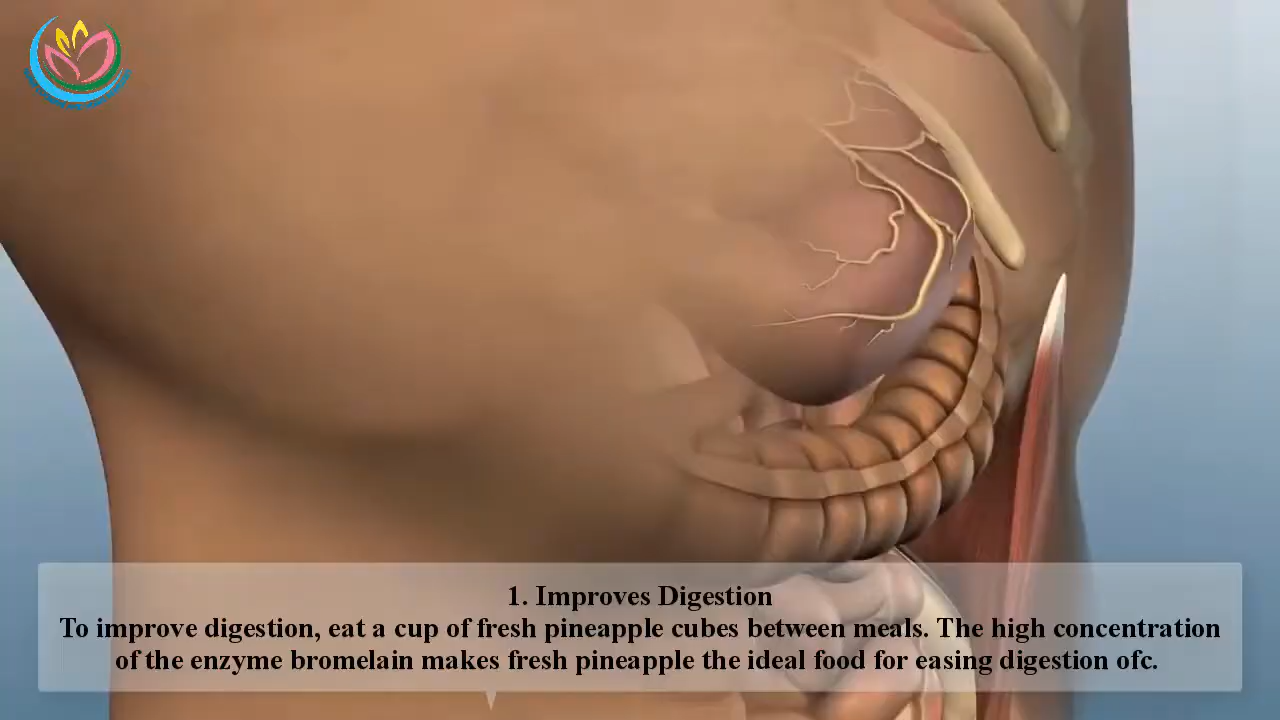 1. Improves Digestion
To improve digestion, eat a cup of fresh pineapple cubes between meals. The high concentration
of the enzyme bromelain makes fresh pineapple the ideal food for easing digestion ofc.